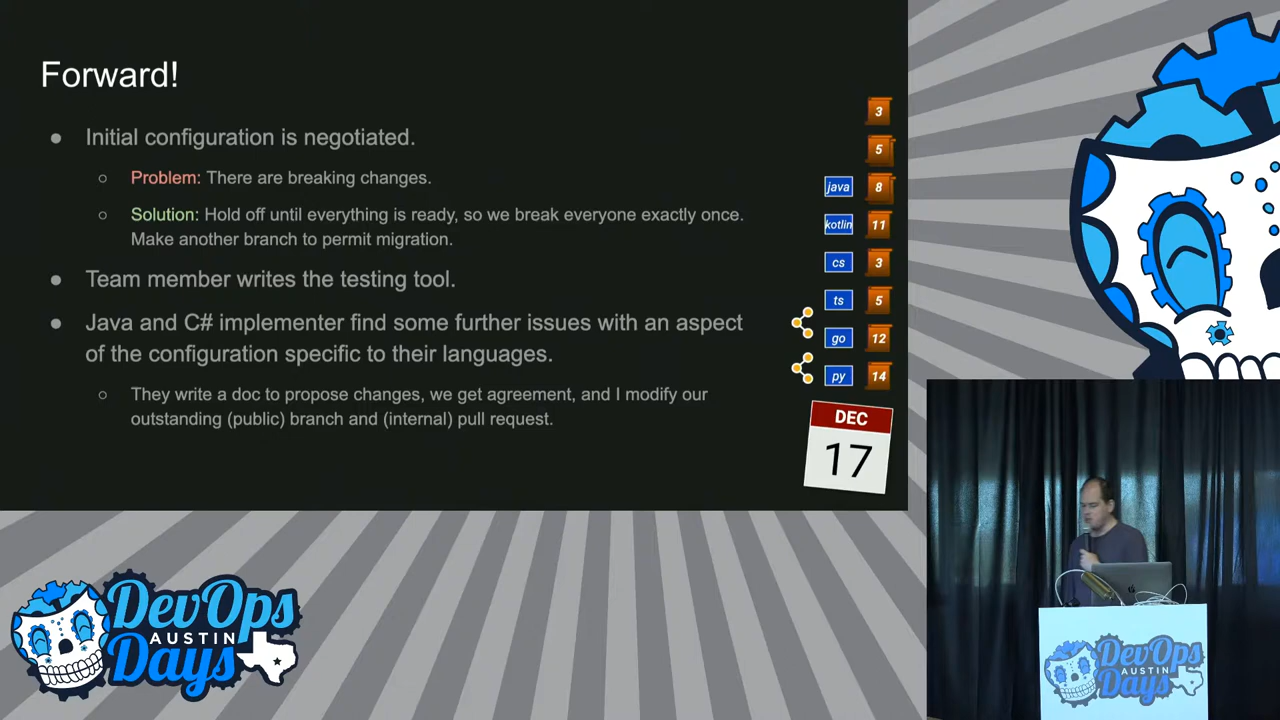 Forward!
● Initial configuration is negotiated.
○ Problem: There are breaking changes.
○ Solution: Hold off until everything is ready, so we break everyone exactly once.
Make another branch to permit migration.
● Team member writes the testing tool.
● Java and C# implementer find some further issues with an aspect
of the configuration specific to their languages.
○ They write a doc to propose changes, we get agreement, and I modify our
outstanding (public) branch and (internal) pull request.
3
5
java 8
kotlin 11
cs 3
ts 5
go 12
py 14
DEC
17
DevOps
AUSTIN
Days
DevOps
AUSTIN
Days